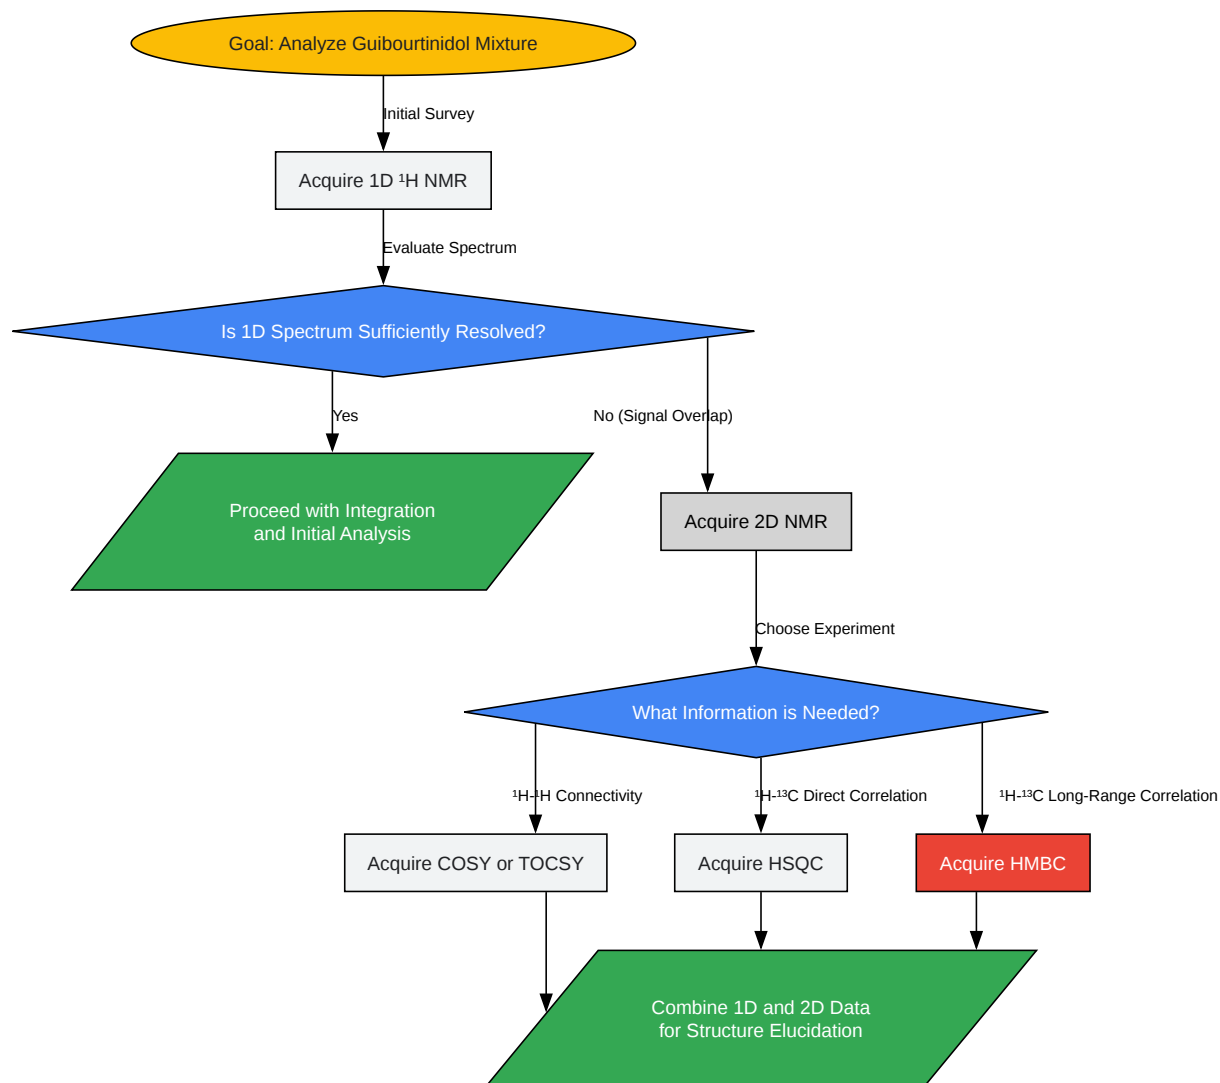 Goal: Analyze Guibourtinidol Mixture
Initial Survey
Acquire 1D ¹H NMR
Evaluate Spectrum
Is 1D Spectrum Sufficiently Resolved?
Yes
No (Signal Overlap)
Proceed with Integration
and Initial Analysis
Acquire 2D NMR
Choose Experiment
What Information is Needed?
¹H-¹H Connectivity
¹H-¹³C Direct Correlation
¹H-¹³C Long-Range Correlation
Acquire COSY or TOCSY
Acquire HSQC
Acquire HMBC
Combine 1D and 2D Data
for Structure Elucidation